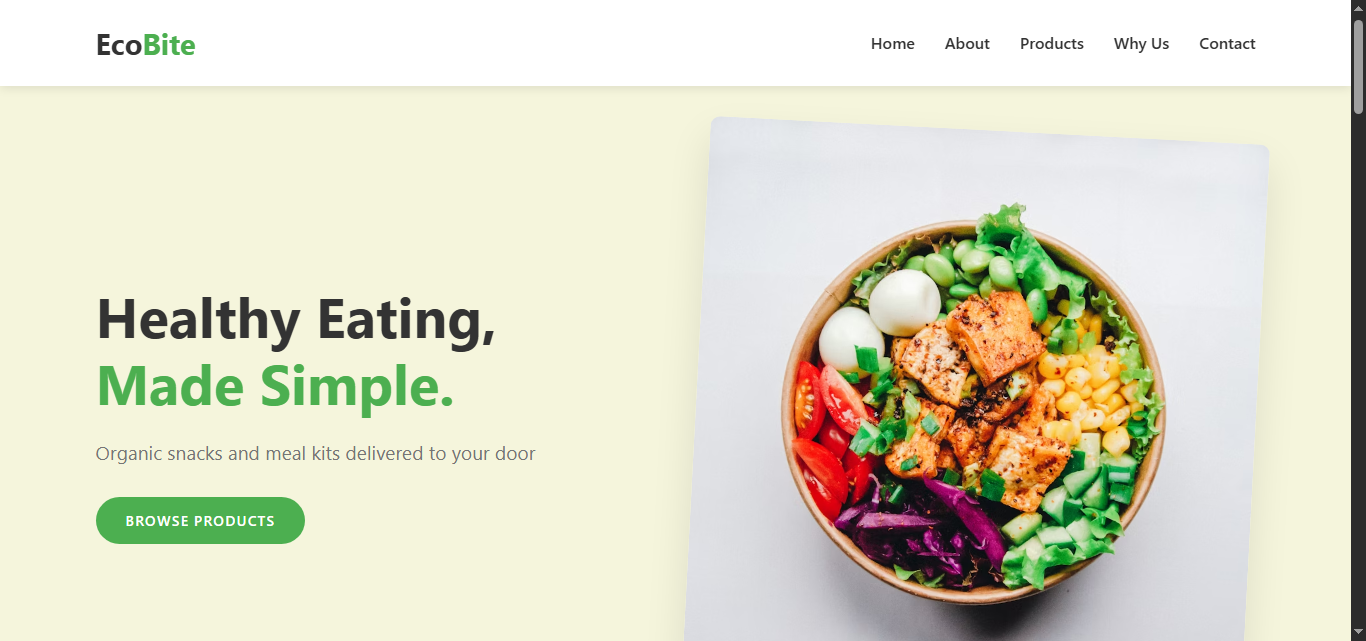 EcoBite
Home About Products Why Us Contact
Healthy Eating,
Made Simple.
Organic snacks and meal kits delivered to your door
BROWSE PRODUCTS